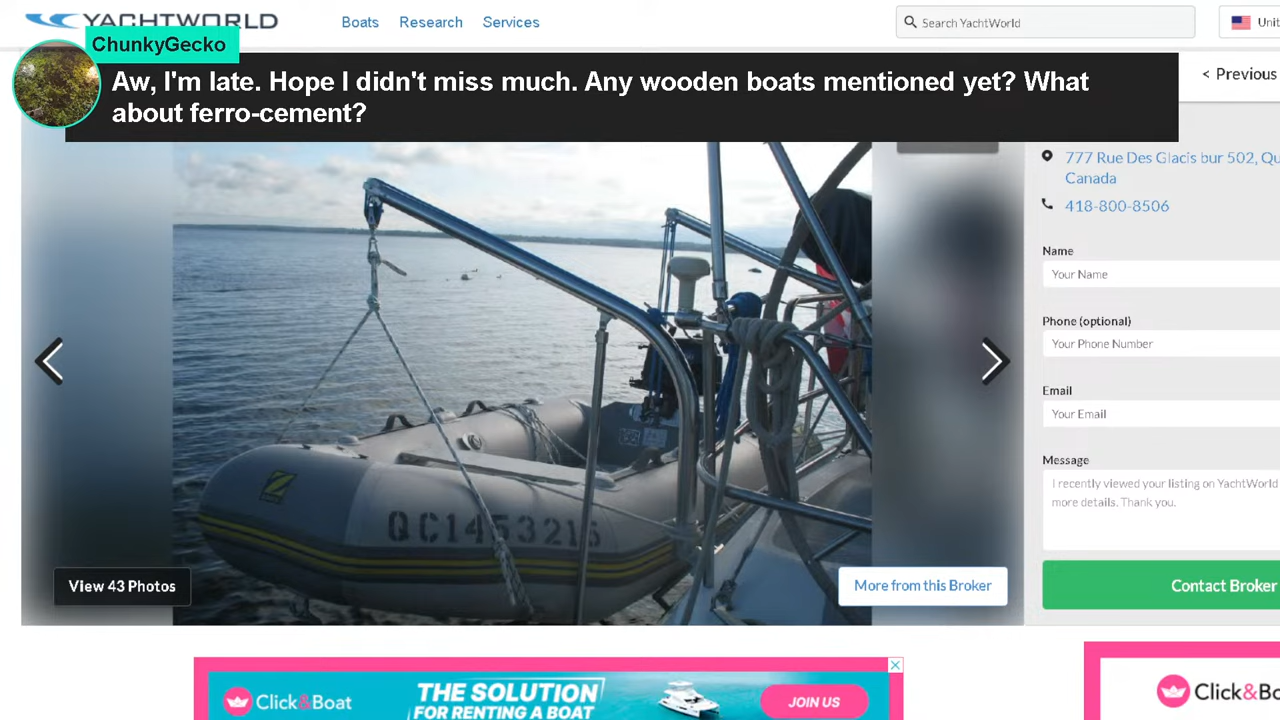 YACHTWORLD
Boats Research Services
Search YachtWorld
ChunkyGecko
Aw, I'm late. Hope I didn't miss much. Any wooden boats mentioned yet? What
about ferro-cement?
< Previous
777 Rue Des Glacis bur 502,
Canada
418-800-8506
Name
Your Name
Phone (optional)
Your Phone Number
Email
Your Email
Message
I recently viewed your listing on YachtWorld
more details. Thank you.
Contact Broker
Z
QC1453215
View 43 Photos
More from this Broker
Click&Boat
THE SOLUTION
FOR RENTING A BOAT
JOIN US